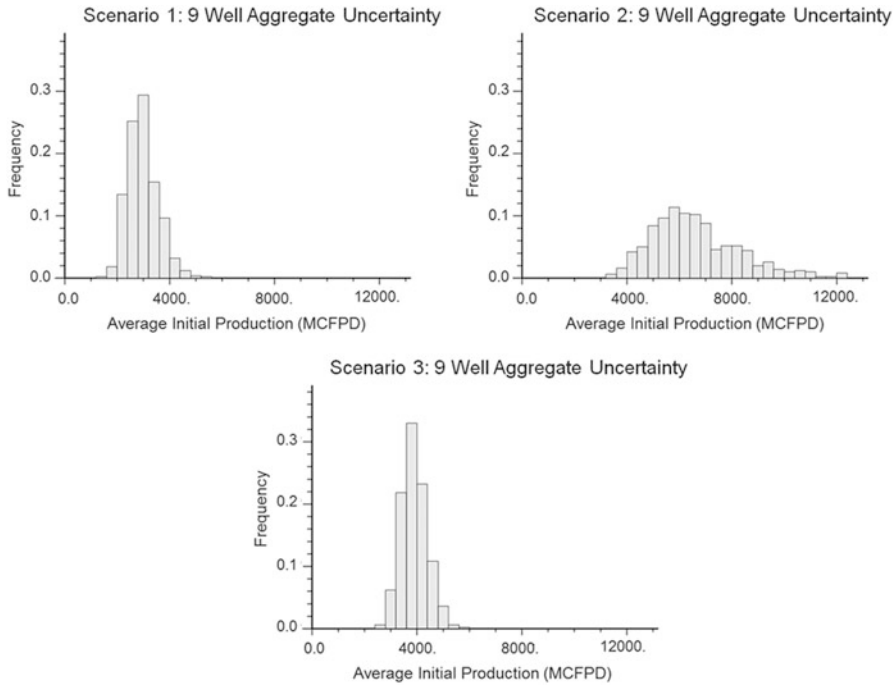 Scenario 1: 9 Well Aggregate Uncertainty
Frequency
0.3
0.2
0.1
0.0
0.0 4000. 8000. 12000.
Average Initial Production (MCFPD)
Scenario 2: 9 Well Aggregate Uncertainty
Frequency
0.3
0.2
0.1
0.0
0.0 4000. 8000. 12000.
Average Initial Production (MCFPD)
Scenario 3: 9 Well Aggregate Uncertainty
Frequency
0.3
0.2
0.1
0.0
0.0 4000. 8000. 12000.
Average Initial Production (MCFPD)